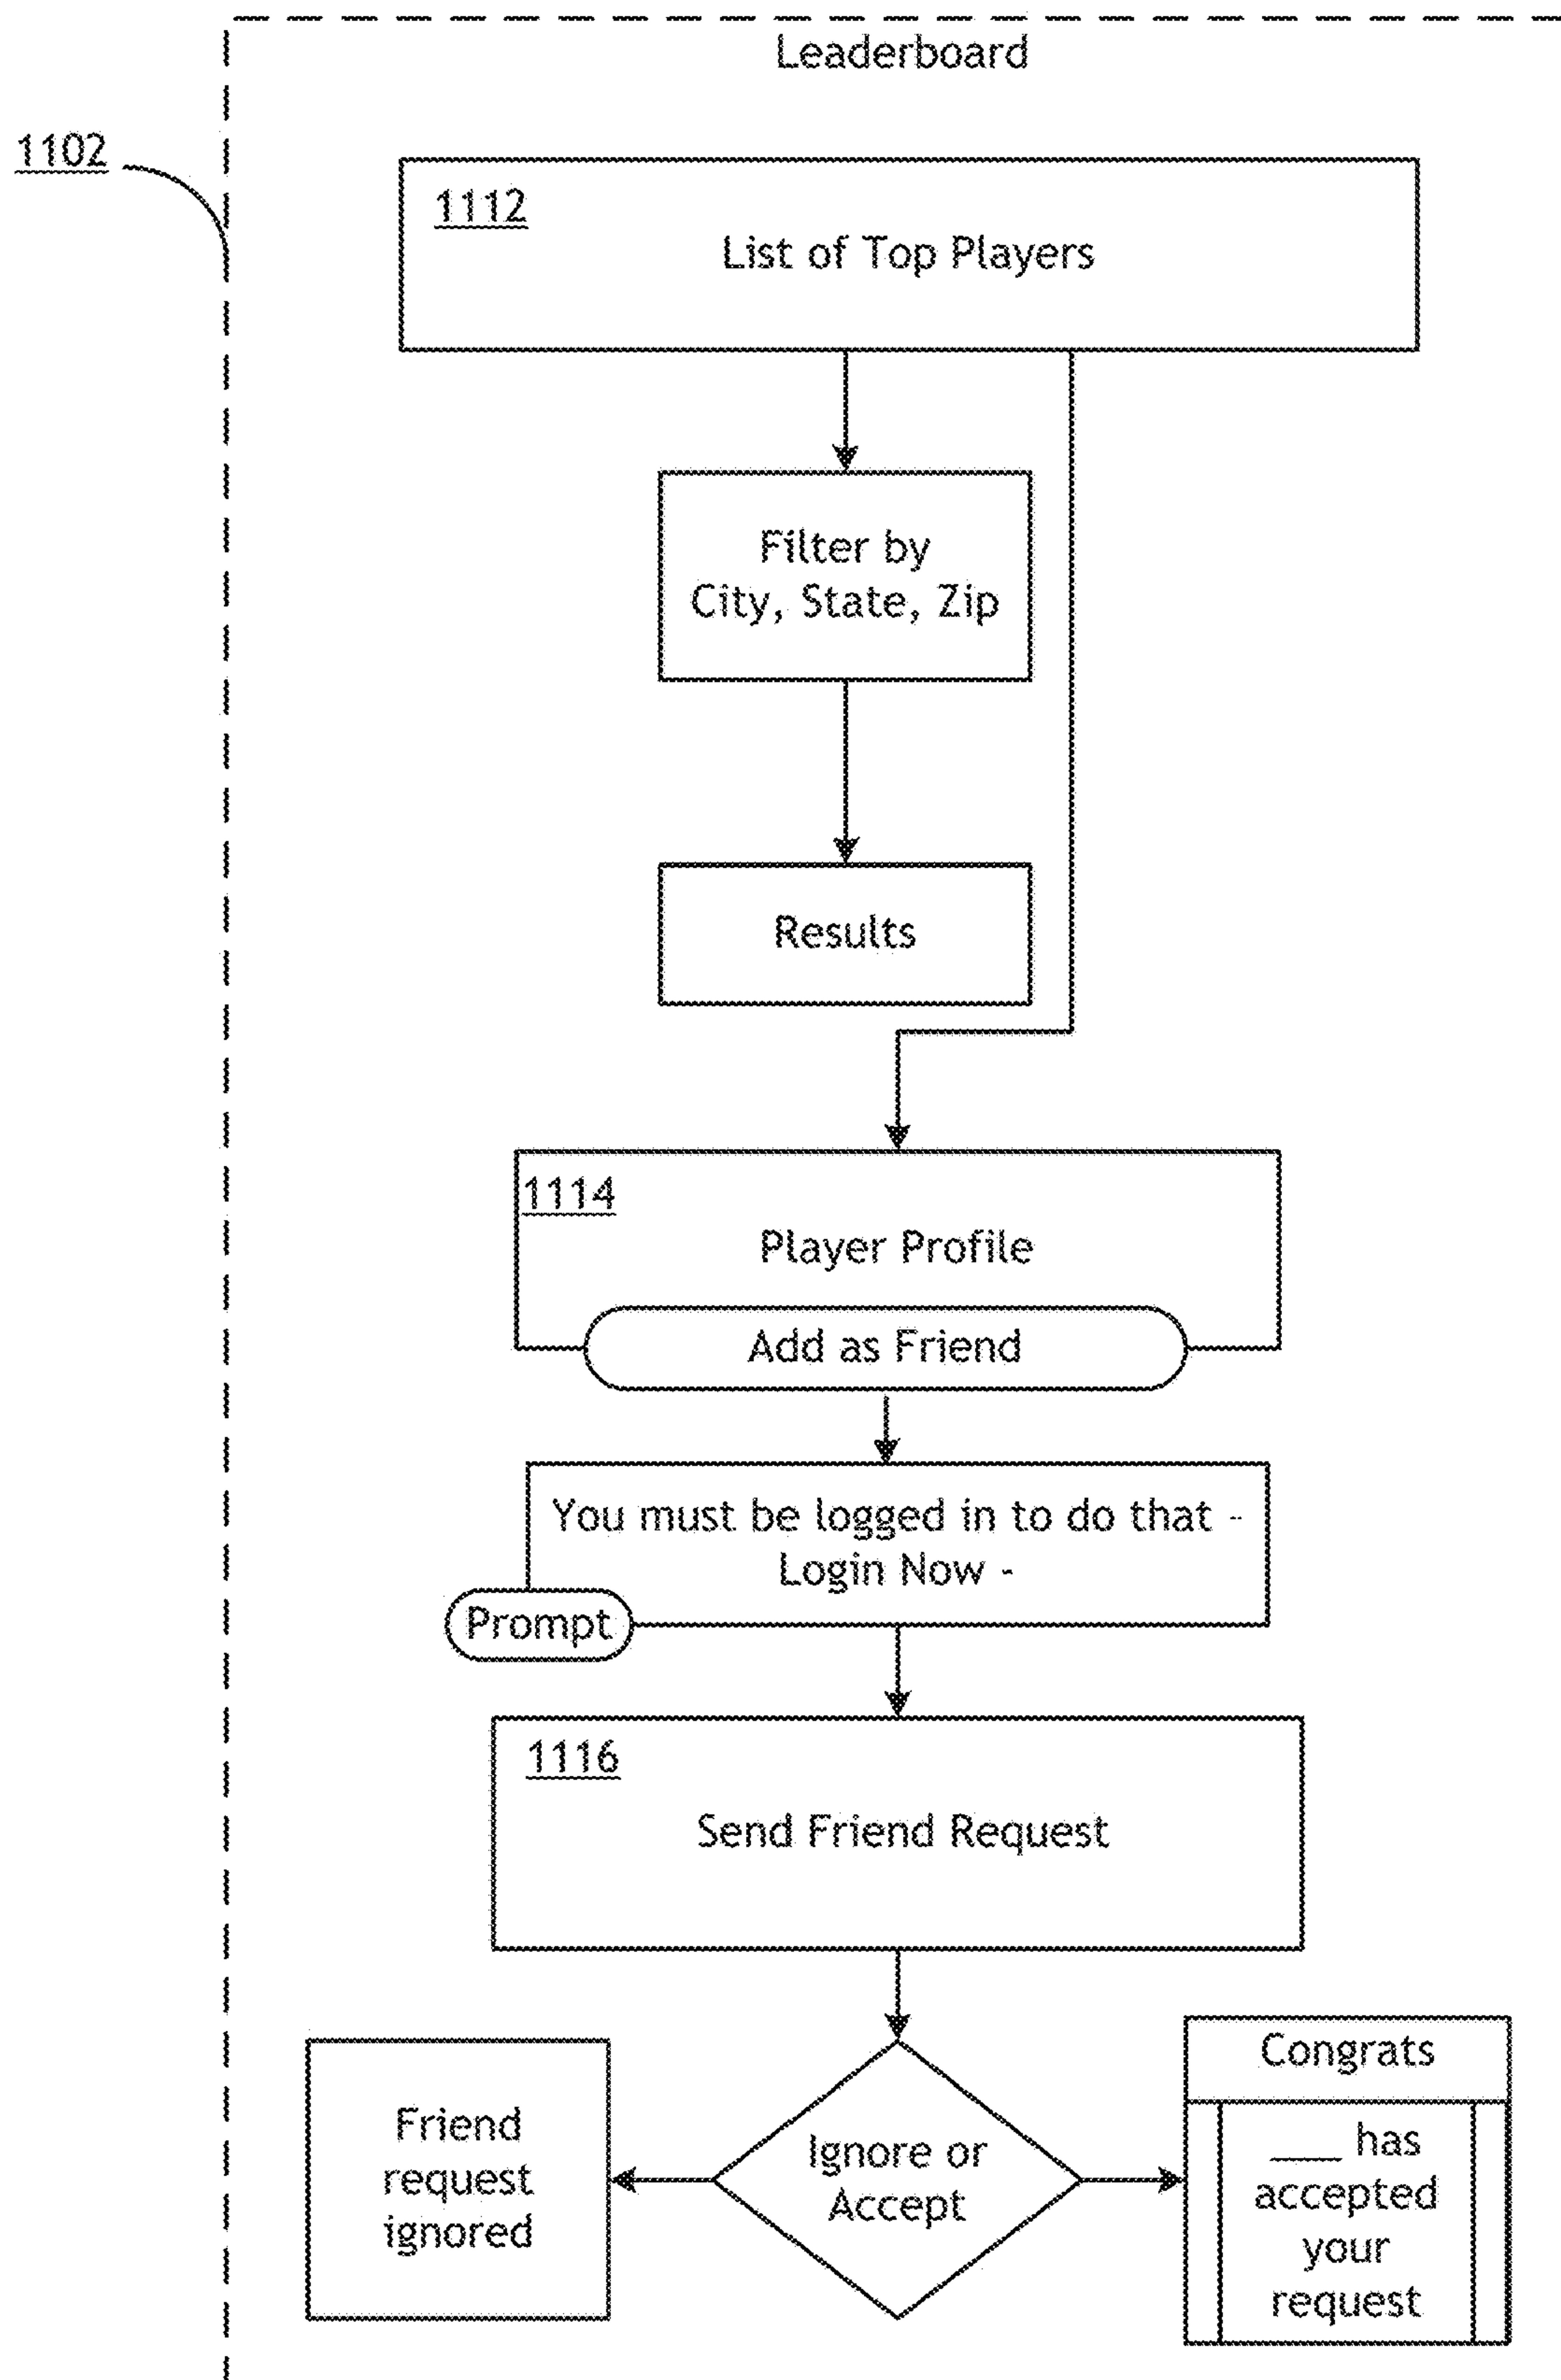 Leaderboard
1102
1112
List of Top Players
Filter by
City, State, Zip
Results
1114
Player Profile
Add as Friend
You must be logged in to do that -
Login Now -
Prompt
1116
Send Friend Request
Friend
request
ignored
Ignore or
Accept
Congrats
___ has
accepted
your
request